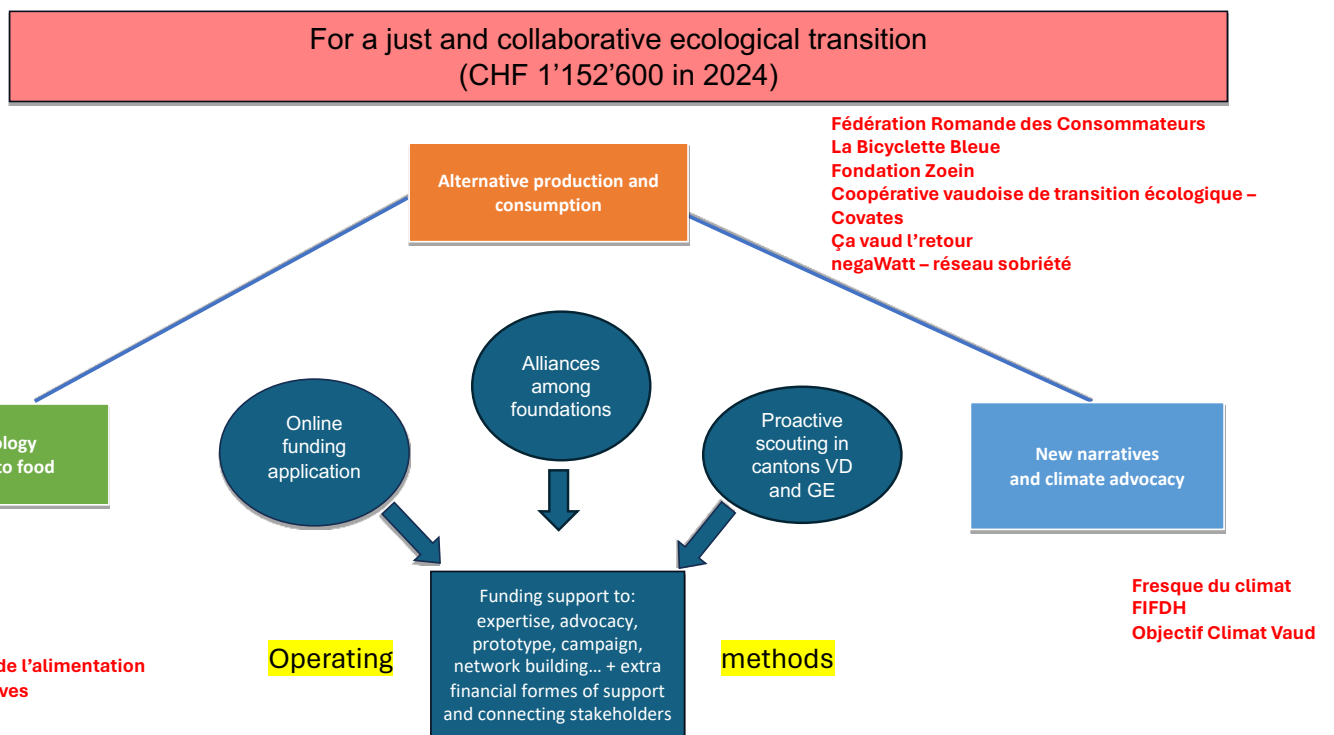 For a just and collaborative ecological transition
(CHF 1’152’600 in 2024)
Fédération Romande des Consommateurs
La Bicyclette Bleue
Fondation Zoein
Coopérative vaudoise de transition écologique –
Covates
Ça vaud l’retour
negaWatt – réseau sobriété
Alternative production and
consumption
Alliances
among
foundations
Online
funding
application
Proactive
scouting in
cantons VD
and GE
to food
New narratives
and climate advocacy
Funding support to:
expertise, advocacy,
prototype, campaign,
network building… + extra
financial formes of support
and connecting stakeholders
Operating
methods
Fresque du climat
FIFDH
Objectif Climat Vaud
de l’alimentation